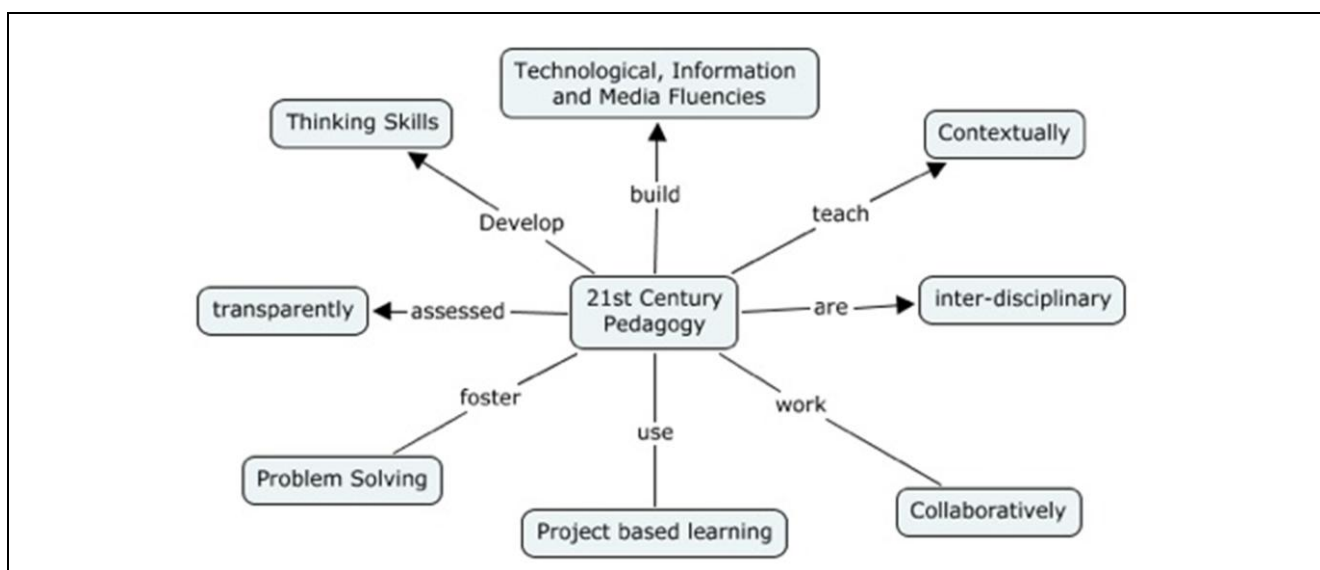 Technological, Information
and Media Fluencies
Thinking Skills
Contextually
build
teach
Develop
21st Century
Pedagogy
transparently
assessed
are
inter-disciplinary
foster
work
use
Problem Solving
Collaboratively
Project based learning